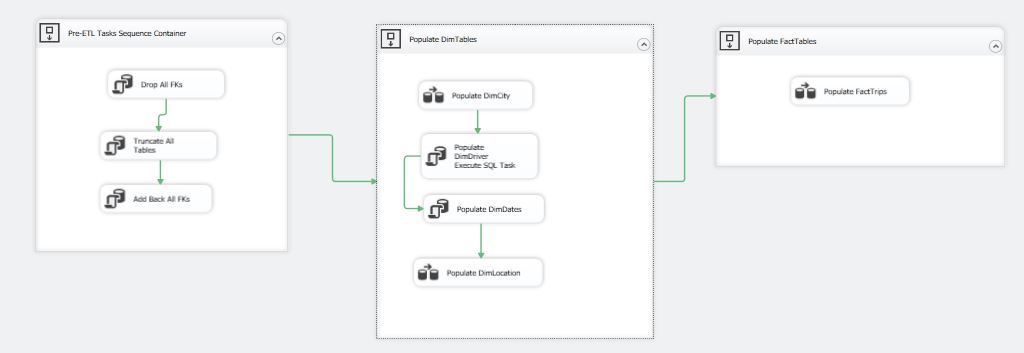 Pre-ETL Tasks Sequence Container
Drop All FKs
Truncate All
Tables
Add Back All FKs
Populate DimTables
Populate DimCity
Populate
DimDriver
Execute SQL Task
Populate DimDates
Populate DimLocation
Populate FactTables
Populate FactTrips